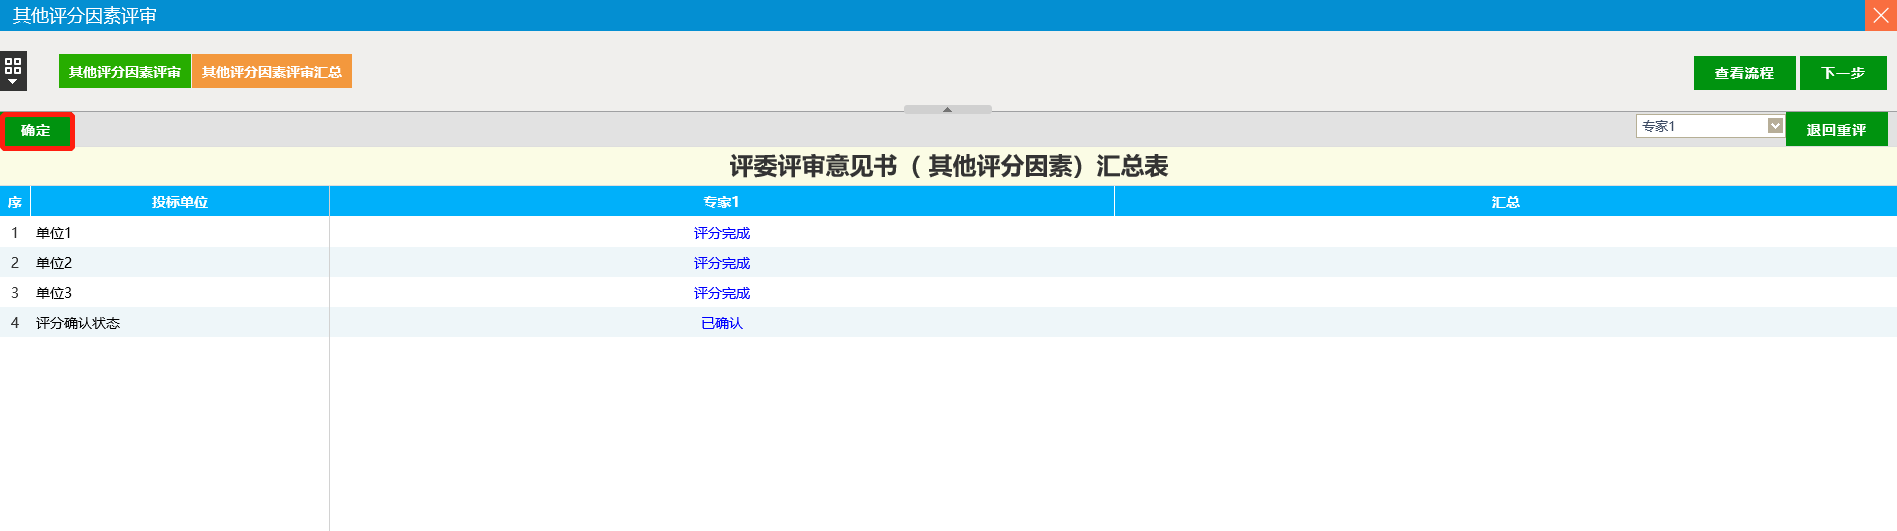 其他评分因素评审
其他评分因素评审 其他评分因素评审汇总 查看流程 下一步
确定 专家1 退回重评
评委评审意见书（ 其他评分因素）汇总表
序 投标单位 专家1 汇总
1 单位1 评分完成
2 单位2 评分完成
3 单位3 评分完成
4 评分确认状态 已确认